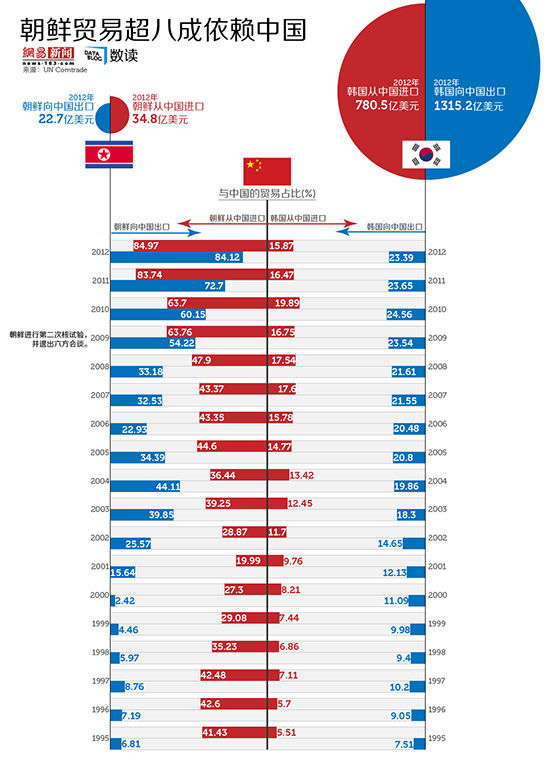 朝鲜贸易超八成依赖中国
網易新闻
news·163·com
DATA BLOG
数读
来源：UN Comtrade
2012年
朝鲜向中国出口
22.7亿美元
2012年
朝鲜从中国进口
34.8亿美元
2012年
韩国从中国进口
780.5亿美元
2012年
韩国向中国出口
1315.2亿美元
与中国的贸易占比(%)
朝鲜向中国出口 朝鲜从中国进口 韩国从中国进口 韩国向中国出口
2012 84.97 15.87 2012
84.12 23.39
2011 83.74 16.47 2011
72.7 23.65
2010 63.7 19.89 2010
60.15 24.56
朝鲜进行第二次核试验，
并退出六方会谈。
2009 63.76 16.75 2009
54.22 23.54
2008 47.9 17.54 2008
33.18 21.61
2007 43.37 17.6 2007
32.53 21.55
2006 43.35 15.78 2006
22.93 20.48
2005 44.6 14.77 2005
34.39 20.8
2004 36.44 13.42 2004
44.11 19.86
2003 39.25 12.45 2003
39.85 18.3
2002 28.87 11.7 2002
25.57 14.65
2001 19.99 9.76 2001
15.64 12.13
2000 27.3 8.21 2000
2.42 11.09
1999 29.08 7.44 1999
4.46 9.98
1998 35.23 6.86 1998
5.97 9.4
1997 42.48 7.11 1997
8.76 10.2
1996 42.6 5.7 1996
7.19 9.05
1995 41.43 5.51 1995
6.81 7.51